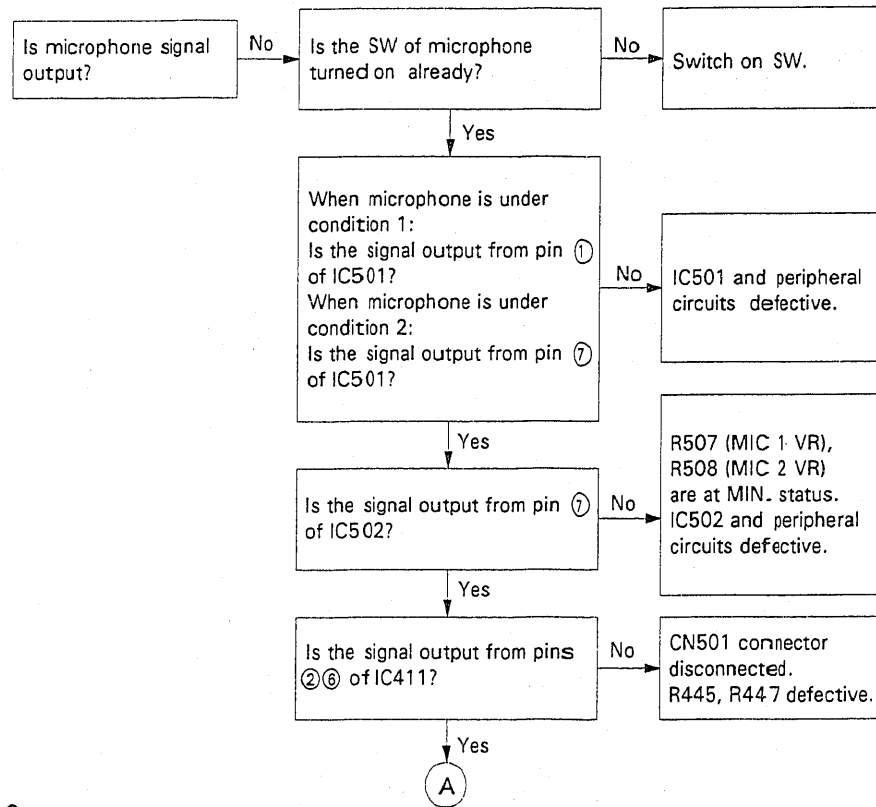 Is microphone signal
output?
No
Is the SW of microphone
turned on already?
No
Switch on SW.
Yes
When microphone is under
condition 1:
Is the signal output from pin ①
of IC501?
When microphone is under
condition 2:
Is the signal output from pin ⑦
of IC501?
No
IC501 and peripheral
circuits defective.
Yes
Is the signal output from pin ⑦
of IC502?
No
R507 (MIC 1 VR),
R508 (MIC 2 VR)
are at MIN. status.
IC502 and peripheral
circuits defective.
Yes
Is the signal output from pins
②⑥ of IC411?
No
CN501 connector
disconnected.
R445, R447 defective.
Yes
A